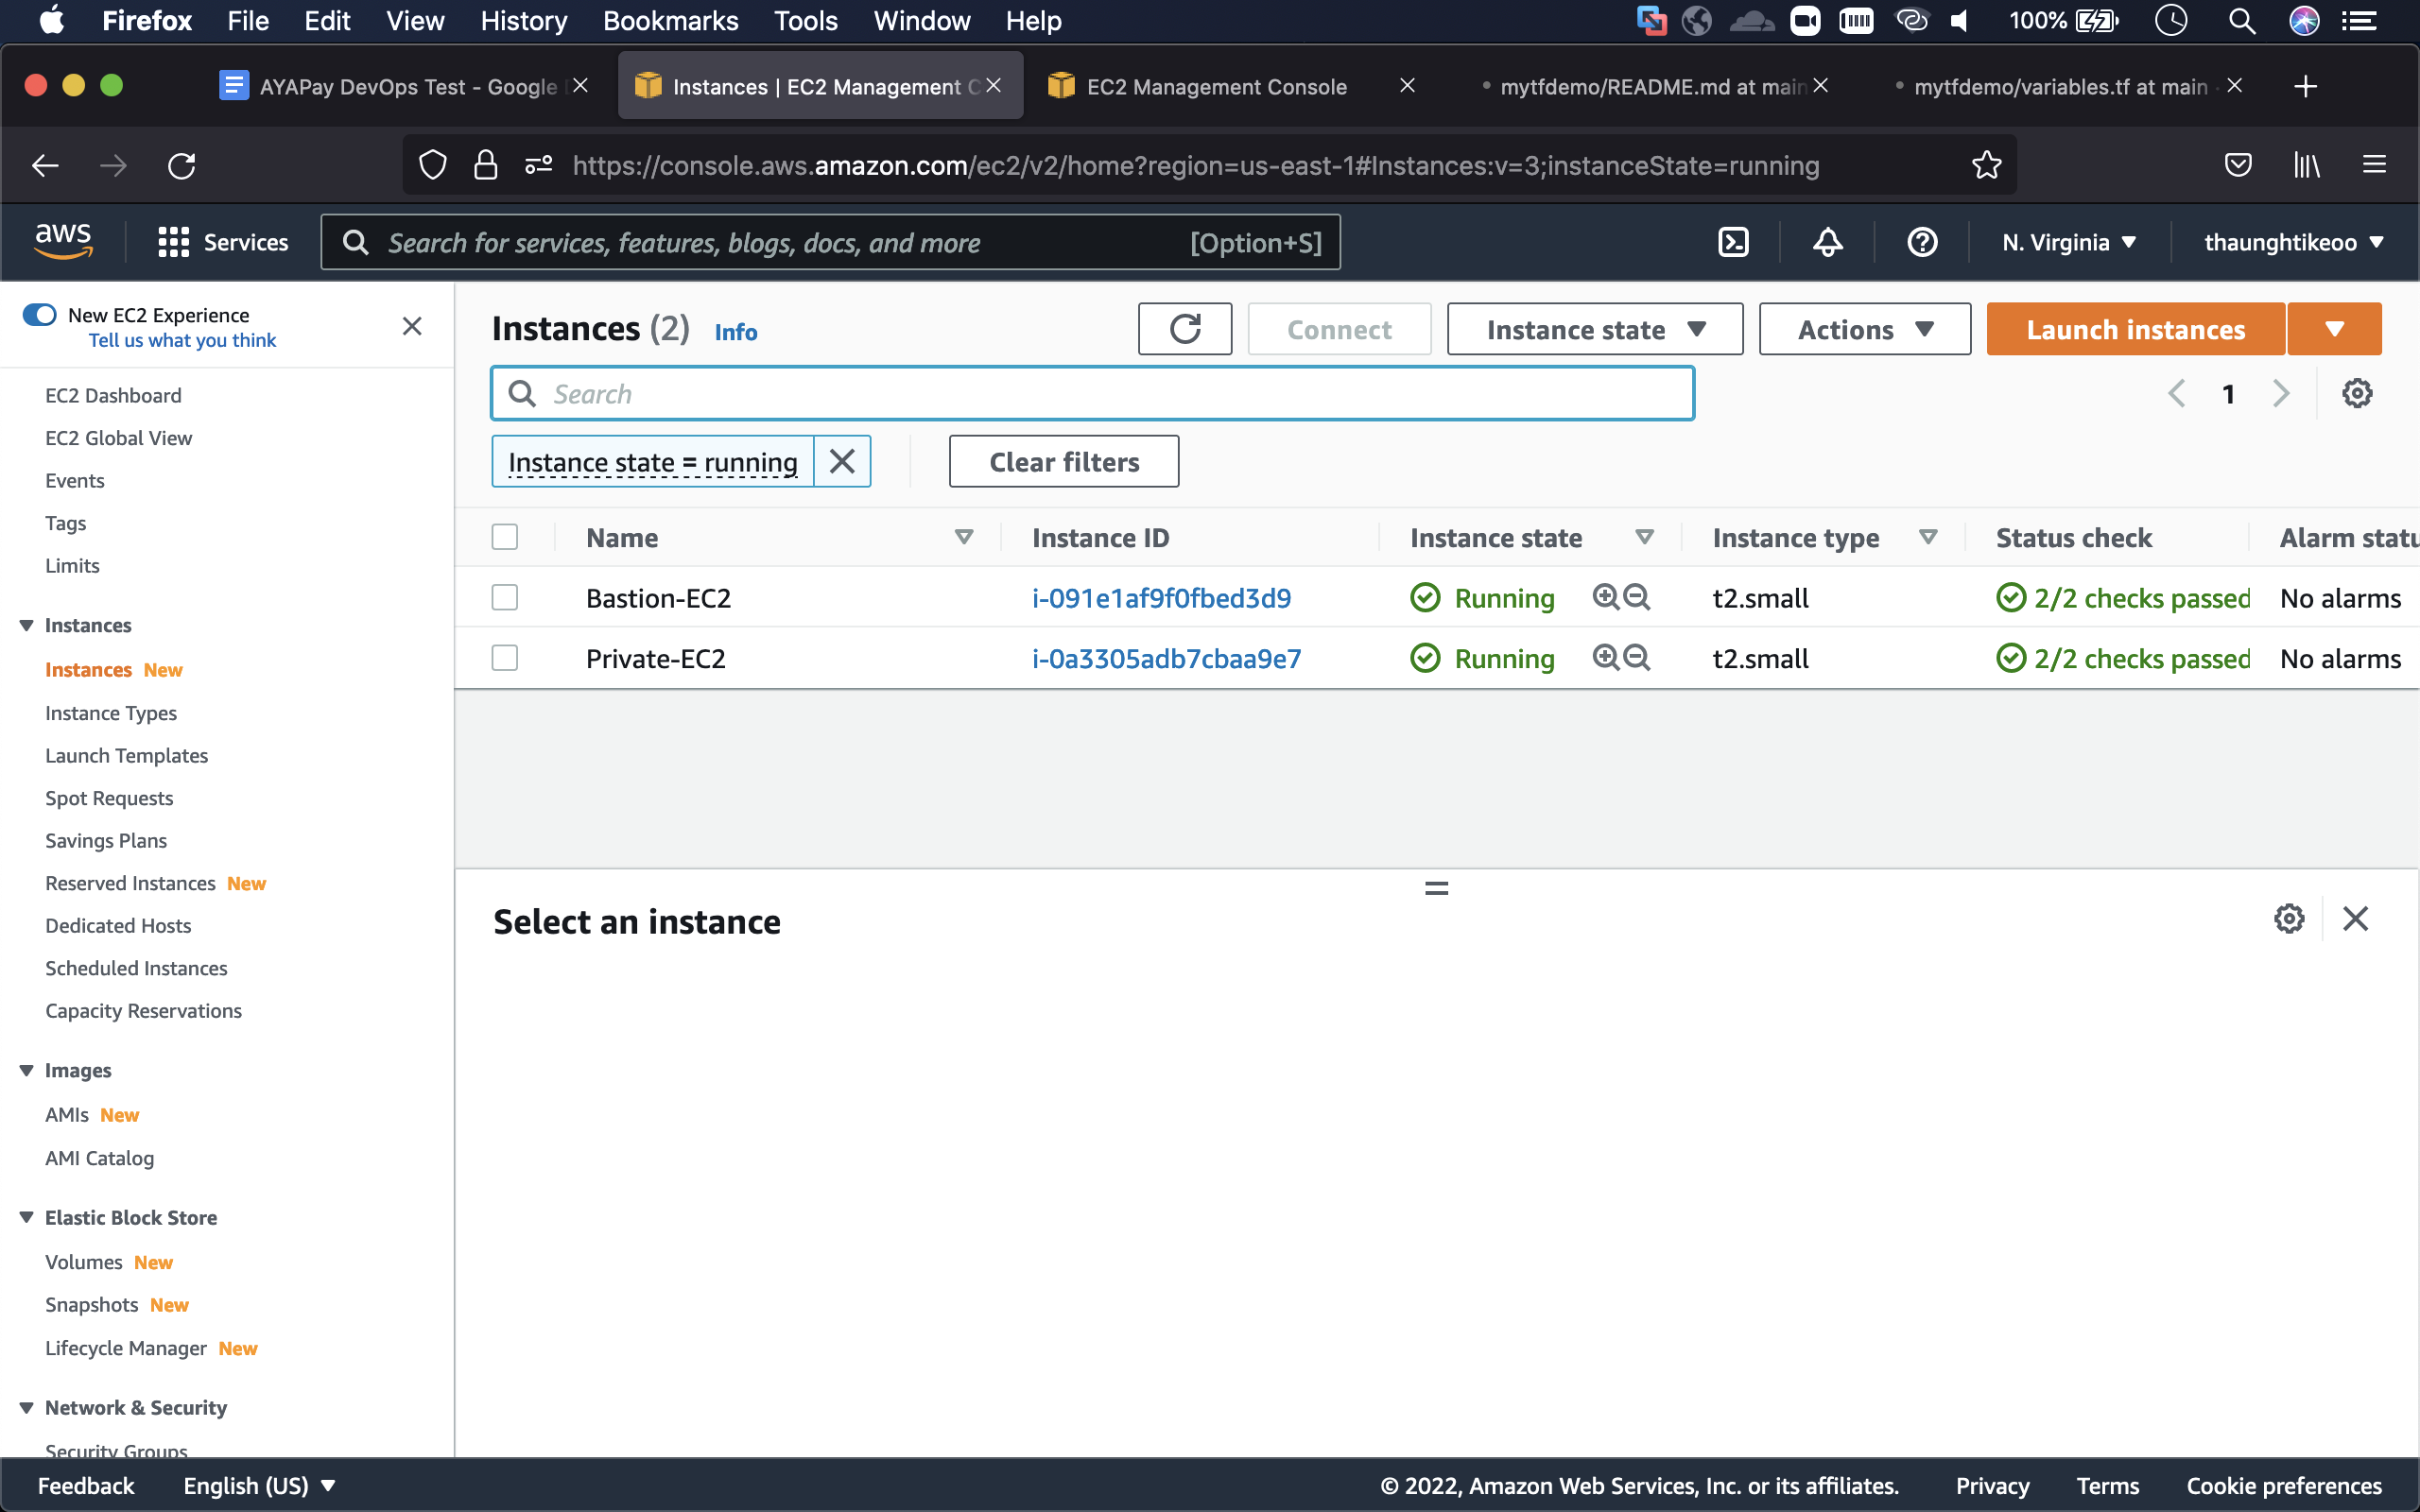 Firefox File Edit View History Bookmarks Tools Window Help 100%
AYAPay DevOps Test - Google Instances | EC2 Management C EC2 Management Console mytfdemo/README.md at main mytfdemo/variables.tf at main
https://console.aws.amazon.com/ec2/v2/home?region=us-east-1#Instances:v=3;instanceState=running
aws Services Search for services, features, blogs, docs, and more [Option+S] N. Virginia thaunghtikeoo
New EC2 Experience
Tell us what you think
EC2 Dashboard
EC2 Global View
Events
Tags
Limits
Instances
Instances New
Instance Types
Launch Templates
Spot Requests
Savings Plans
Reserved Instances New
Dedicated Hosts
Scheduled Instances
Capacity Reservations
Images
AMIs New
AMI Catalog
Elastic Block Store
Volumes New
Snapshots New
Lifecycle Manager New
Network & Security
Security Groups
Instances (2) Info Connect Instance state Actions Launch instances
Search 1
Instance state = running Clear filters
Name Instance ID Instance state Instance type Status check Alarm statu
Bastion-EC2 i-091e1af9f0fbed3d9 Running t2.small 2/2 checks passed No alarms
Private-EC2 i-0a3305adb7cbaa9e7 Running t2.small 2/2 checks passed No alarms
Select an instance
Feedback English (US) © 2022, Amazon Web Services, Inc. or its affiliates. Privacy Terms Cookie preferences